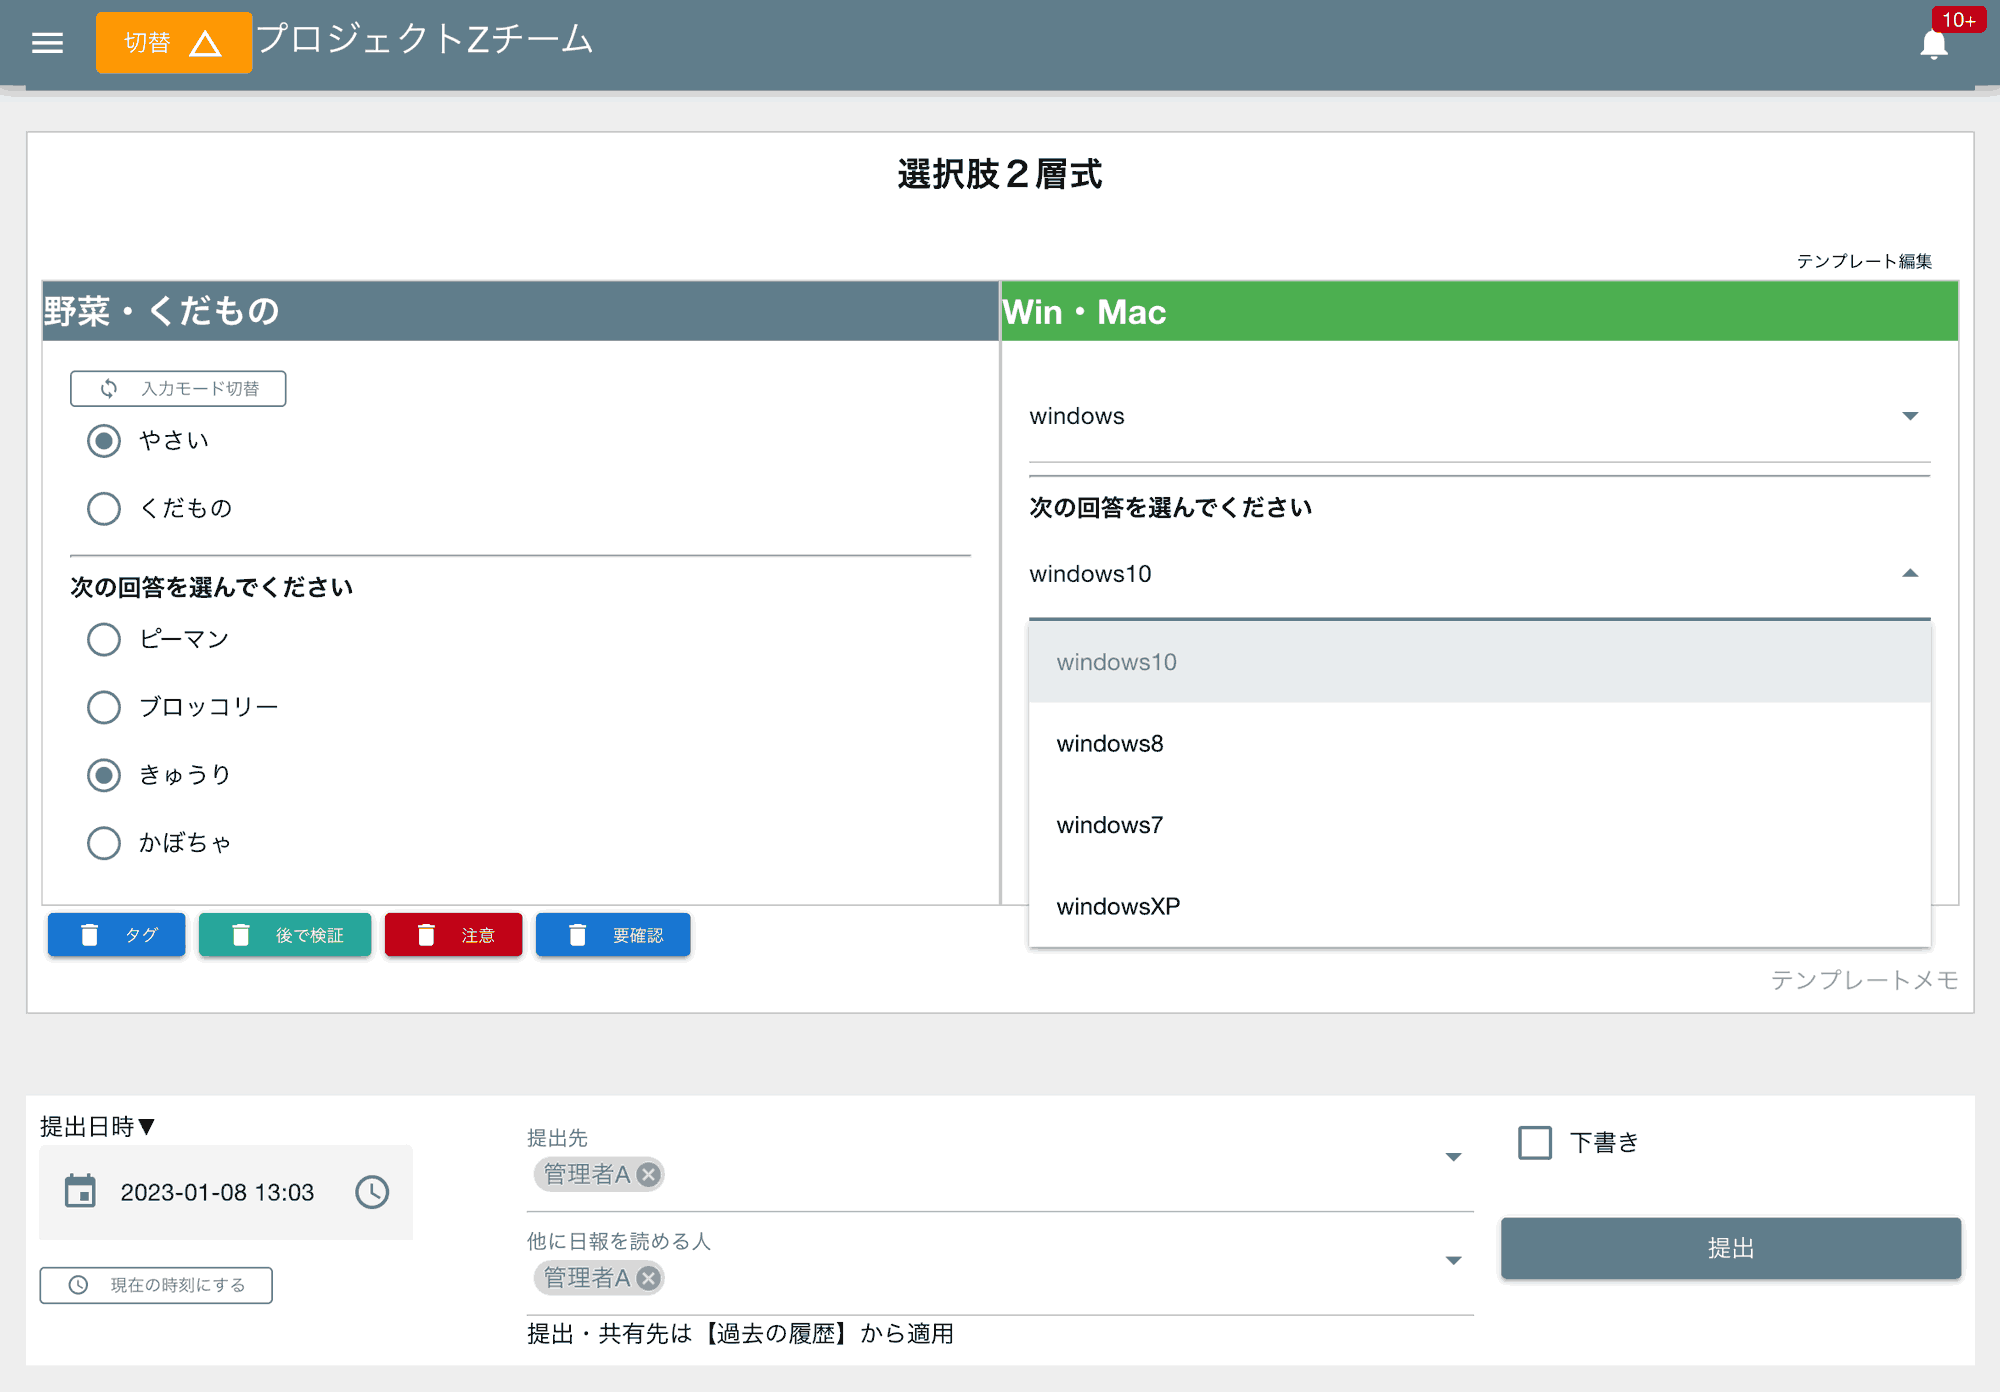 切替
プロジェクトZチーム
10+
選択肢２層式
テンプレート編集
野菜・くだもの
入力モード切替
やさい
くだもの
次の回答を選んでください
ピーマン
ブロッコリー
きゅうり
かぼちゃ
Win・Mac
windows
次の回答を選んでください
windows10
windows10
windows8
windows7
windowsXP
タグ
後で検証
注意
要確認
テンプレートメモ
提出日時▼
2023-01-08 13:03
現在の時刻にする
提出先
管理者A
他に日報を読める人
管理者A
提出・共有先は【過去の履歴】から適用
下書き
提出